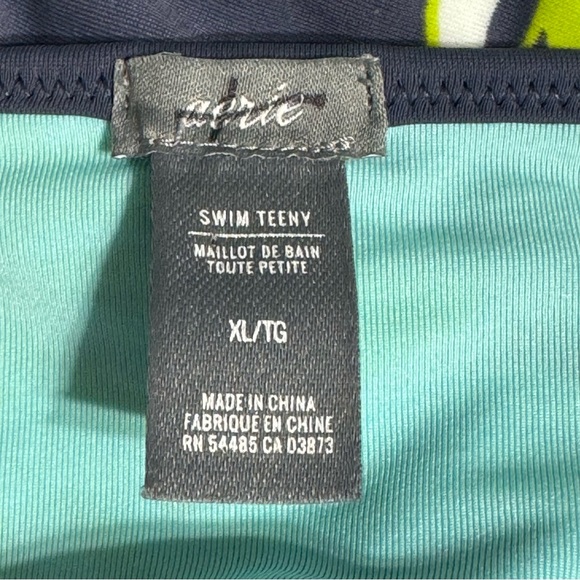 aerie
SWIM TEENY
MAILLOT DE BAIN
TOUTE PETITE
XL/TG
MADE IN CHINA
FABRIQUÉ EN CHINE
RN 54485 CA 03873